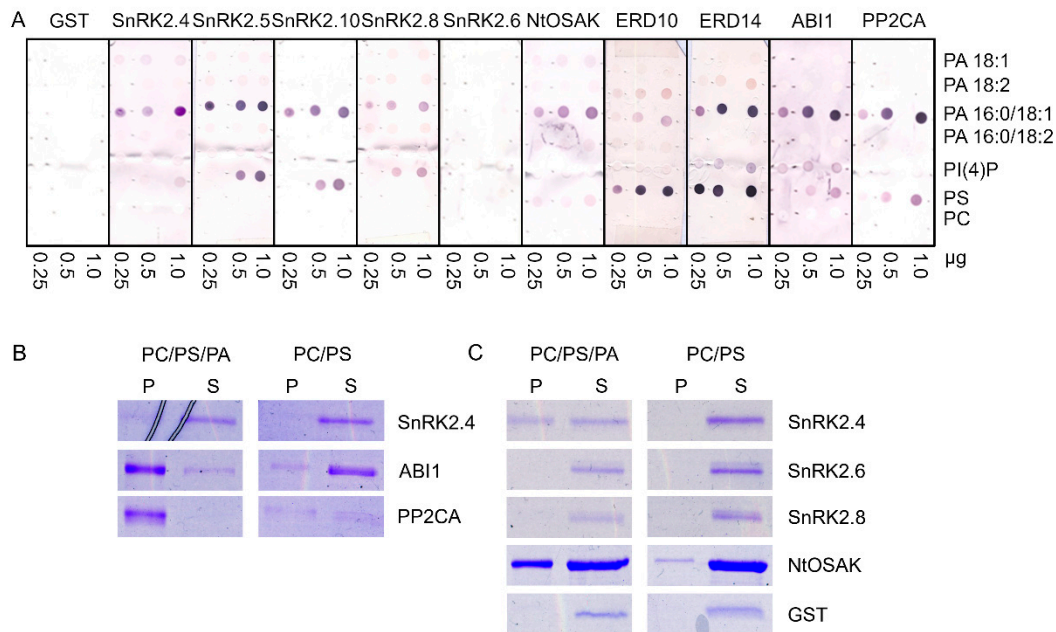 A GST SnRK2.4 SnRK2.5 SnRK2.10 SnRK2.8 SnRK2.6 NtOSAK ERD10 ERD14 ABI1 PP2CA
PA 18:1
PA 18:2
PA 16:0/18:1
PA 16:0/18:2
PI(4)P
PS
PC
0.25 0.5 1.0 0.25 0.5 1.0 0.25 0.5 1.0 0.25 0.5 1.0 0.25 0.5 1.0 0.25 0.5 1.0 0.25 0.5 1.0 0.25 0.5 1.0 0.25 0.5 1.0 0.25 0.5 1.0 0.25 0.5 1.0 µg
B PC/PS/PA PC/PS
P S P S
SnRK2.4
ABI1
PP2CA
C PC/PS/PA PC/PS
P S P S
SnRK2.4
SnRK2.6
SnRK2.8
NtOSAK
GST